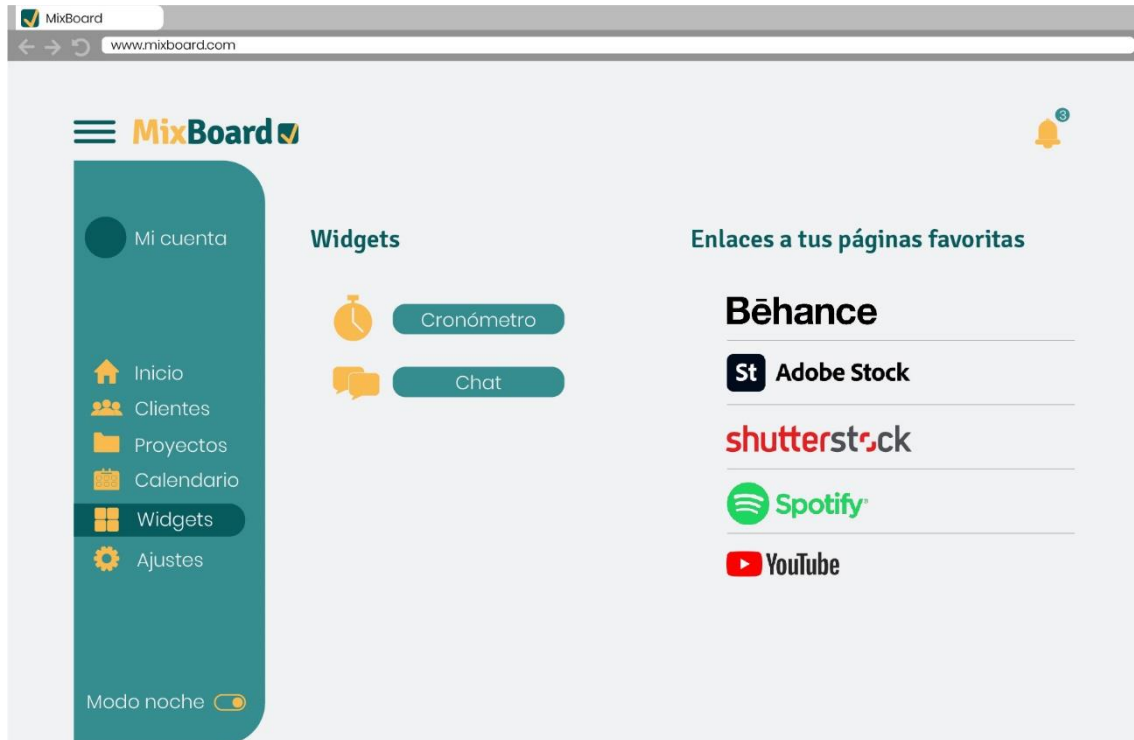 MixBoard
www.mixboard.com
MixBoard
3
Mi cuenta
Inicio
Clientes
Proyectos
Calendario
Widgets
Ajustes
Modo noche
Widgets
Cronómetro
Chat
Enlaces a tus páginas favoritas
Bēhance
St Adobe Stock
shutterstock
Spotify®
YouTube